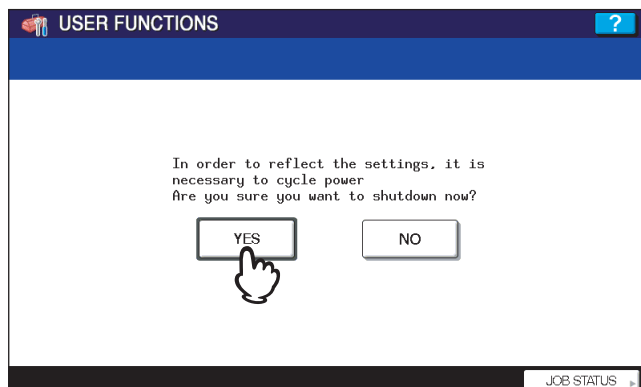 USER FUNCTIONS
?
In order to reflect the settings, it is
necessary to cycle power
Are you sure you want to shutdown now?
YES
NO
JOB STATUS